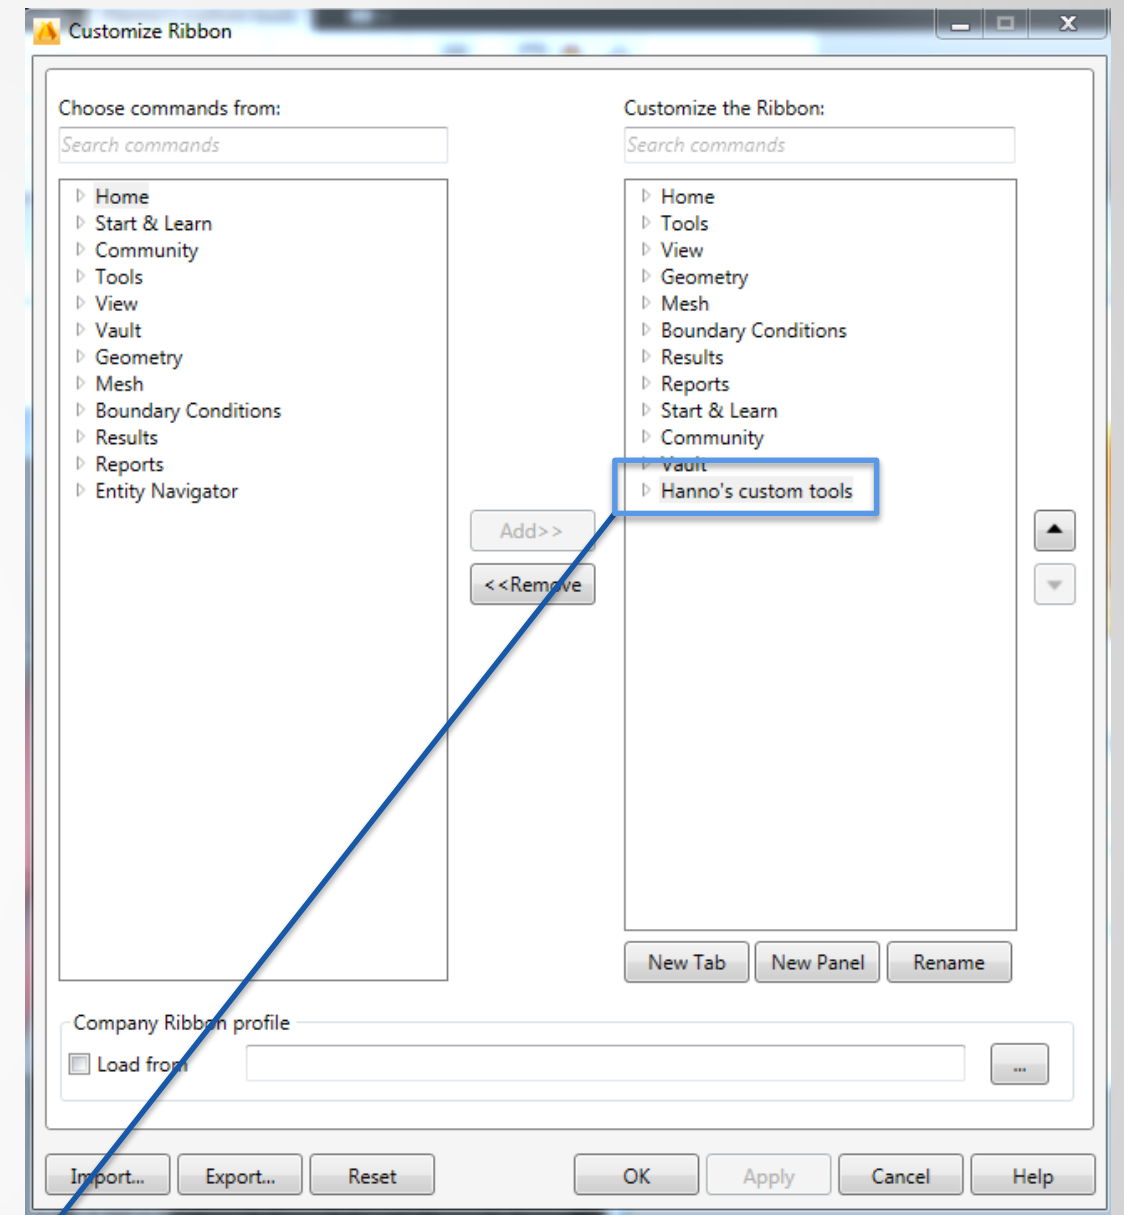 Customize Ribbon
Choose commands from:
Search commands
Home
Start & Learn
Community
Tools
View
Vault
Geometry
Mesh
Boundary Conditions
Results
Reports
Entity Navigator
Add>>
<<Remove
Customize the Ribbon:
Search commands
Home
Tools
View
Geometry
Mesh
Boundary Conditions
Results
Reports
Start & Learn
Community
Vault
Hanno's custom tools
New Tab New Panel Rename
Company Ribbon profile
Load from
...
Import... Export... Reset OK Apply Cancel Help